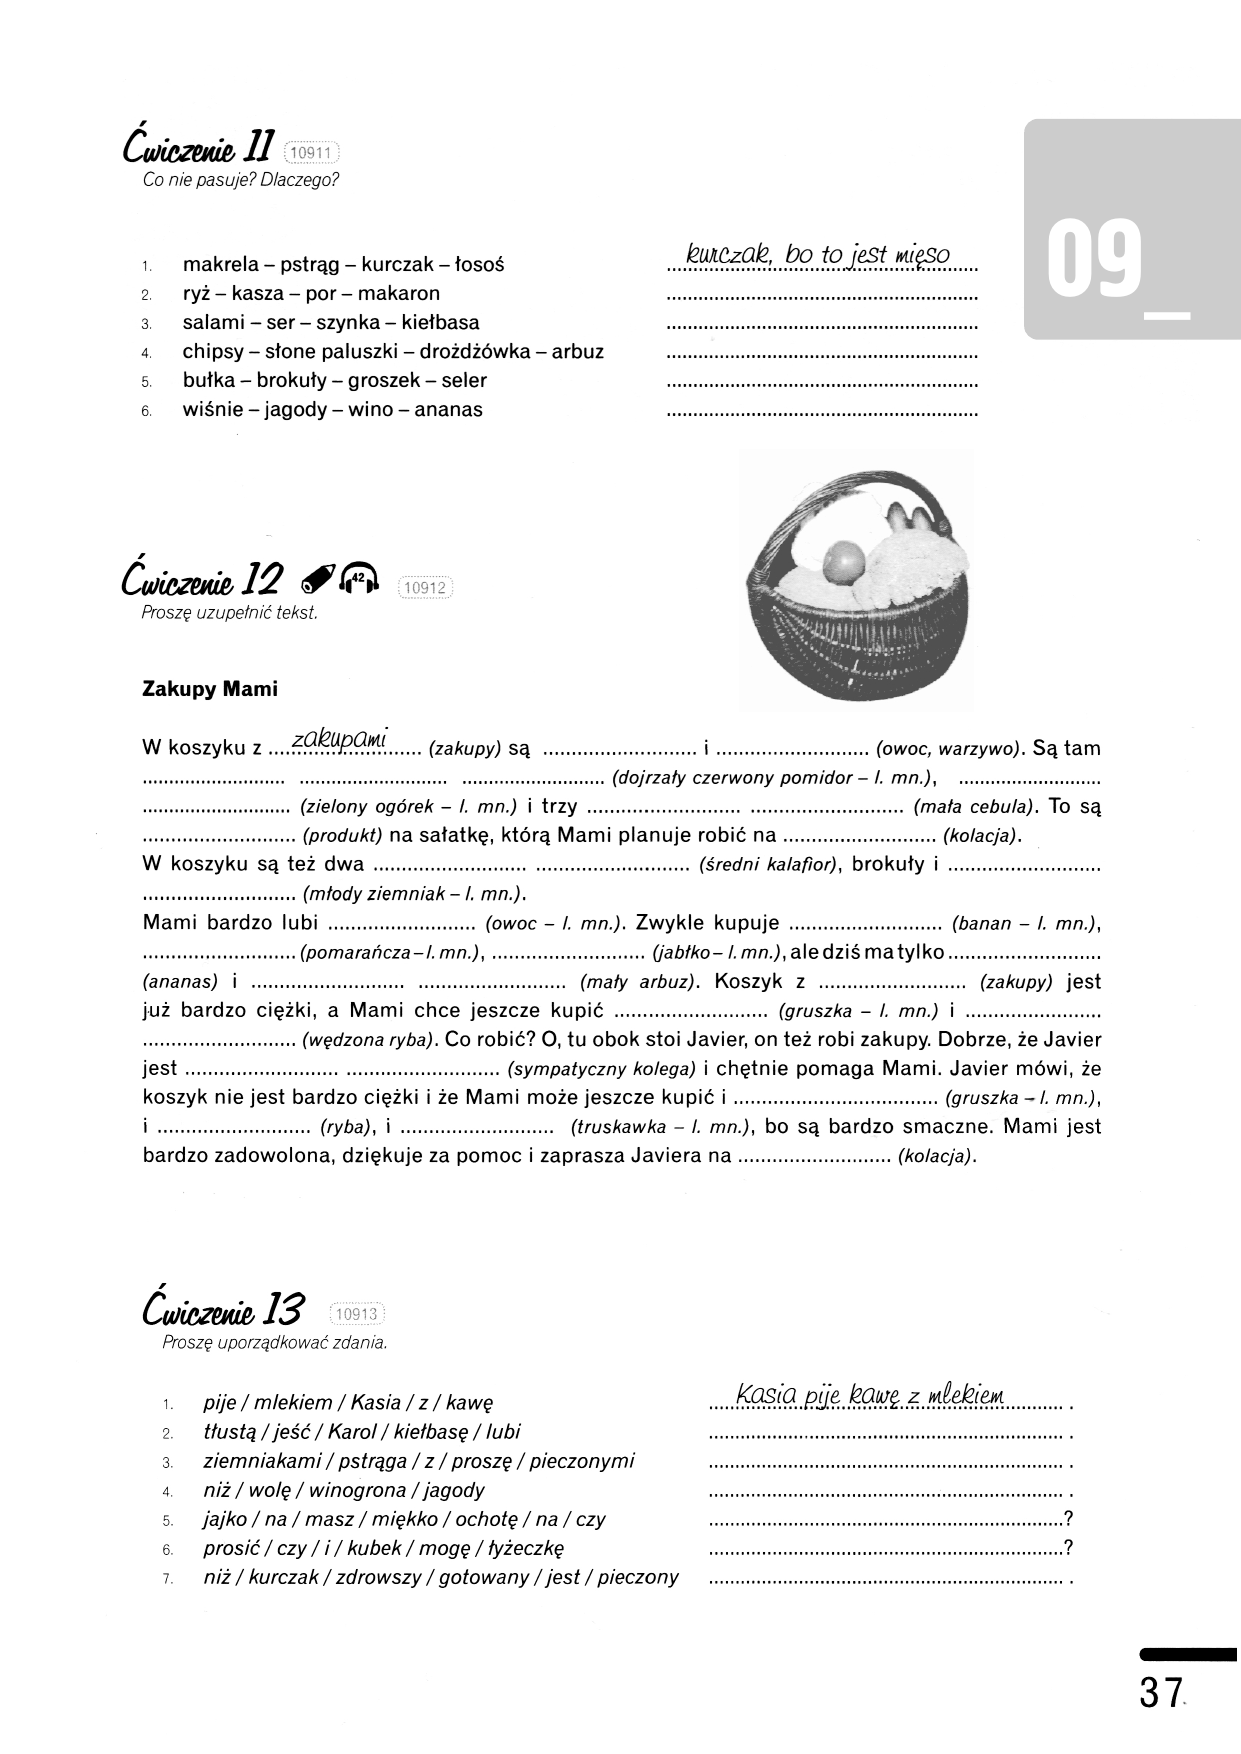 Ćwiczenie 11 10911
Co nie pasuje? Dlaczego?
09_
1. makrela – pstrąg – kurczak – łosoś kurczak, bo to jest mięso
2. ryż – kasza – por – makaron ..............................
3. salami – ser – szynka – kiełbasa ..............................
4. chipsy – słone paluszki – drożdżówka – arbuz ..............................
5. bułka – brokuły – groszek – seler ..............................
6. wiśnie – jagody – wino – ananas ..............................
Ćwiczenie 12 42 10912
Proszę uzupełnić tekst.
Zakupy Mami
W koszyku z ....zakupami...... (zakupy) są ........................... i ........................... (owoc, warzywo). Są tam
......................... .......................... ......................... (dojrzały czerwony pomidor – l. mn.), .........................
.......................... (zielony ogórek – l. mn.) i trzy ........................... ........................... (mała cebula). To są
........................... (produkt) na sałatkę, którą Mami planuje robić na ........................... (kolacja).
W koszyku są też dwa ........................... ........................... (średni kalafior), brokuły i ...........................
........................... (młody ziemniak – l. mn.).
Mami bardzo lubi .......................... (owoc – l. mn.). Zwykle kupuje ........................... (banan – l. mn.),
........................... (pomarańcza – l. mn.), ........................... (jabłko – l. mn.), ale dziś ma tylko ...........................
(ananas) i ........................... .......................... (mały arbuz). Koszyk z .......................... (zakupy) jest
już bardzo ciężki, a Mami chce jeszcze kupić ........................... (gruszka – l. mn.) i ........................
........................... (wędzona ryba). Co robić? O, tu obok stoi Javier, on też robi zakupy. Dobrze, że Javier
jest ........................... ........................... (sympatyczny kolega) i chętnie pomaga Mami. Javier mówi, że
koszyk nie jest bardzo ciężki i że Mami może jeszcze kupić i .................................... (gruszka – l. mn.),
i ........................... (ryba), i ........................... (truskawka – l. mn.), bo są bardzo smaczne. Mami jest
bardzo zadowolona, dziękuje za pomoc i zaprasza Javiera na ........................... (kolacja).
Ćwiczenie 13 10913
Proszę uporządkować zdania.
1. pije / mlekiem / Kasia / z / kawę Kasia pije kawę z mlekiem .
2. tłustą / jeść / Karol / kiełbasę / lubi .............................. .
3. ziemniakami / pstrąga / z / proszę / pieczonymi .............................. .
4. niż / wolę / winogrona / jagody .............................. .
5. jajko / na / masz / miękko / ochotę / na / czy ..............................?
6. prosić / czy / i / kubek / mogę / łyżeczkę ..............................?
7. niż / kurczak / zdrowszy / gotowany / jest / pieczony .............................. .
37